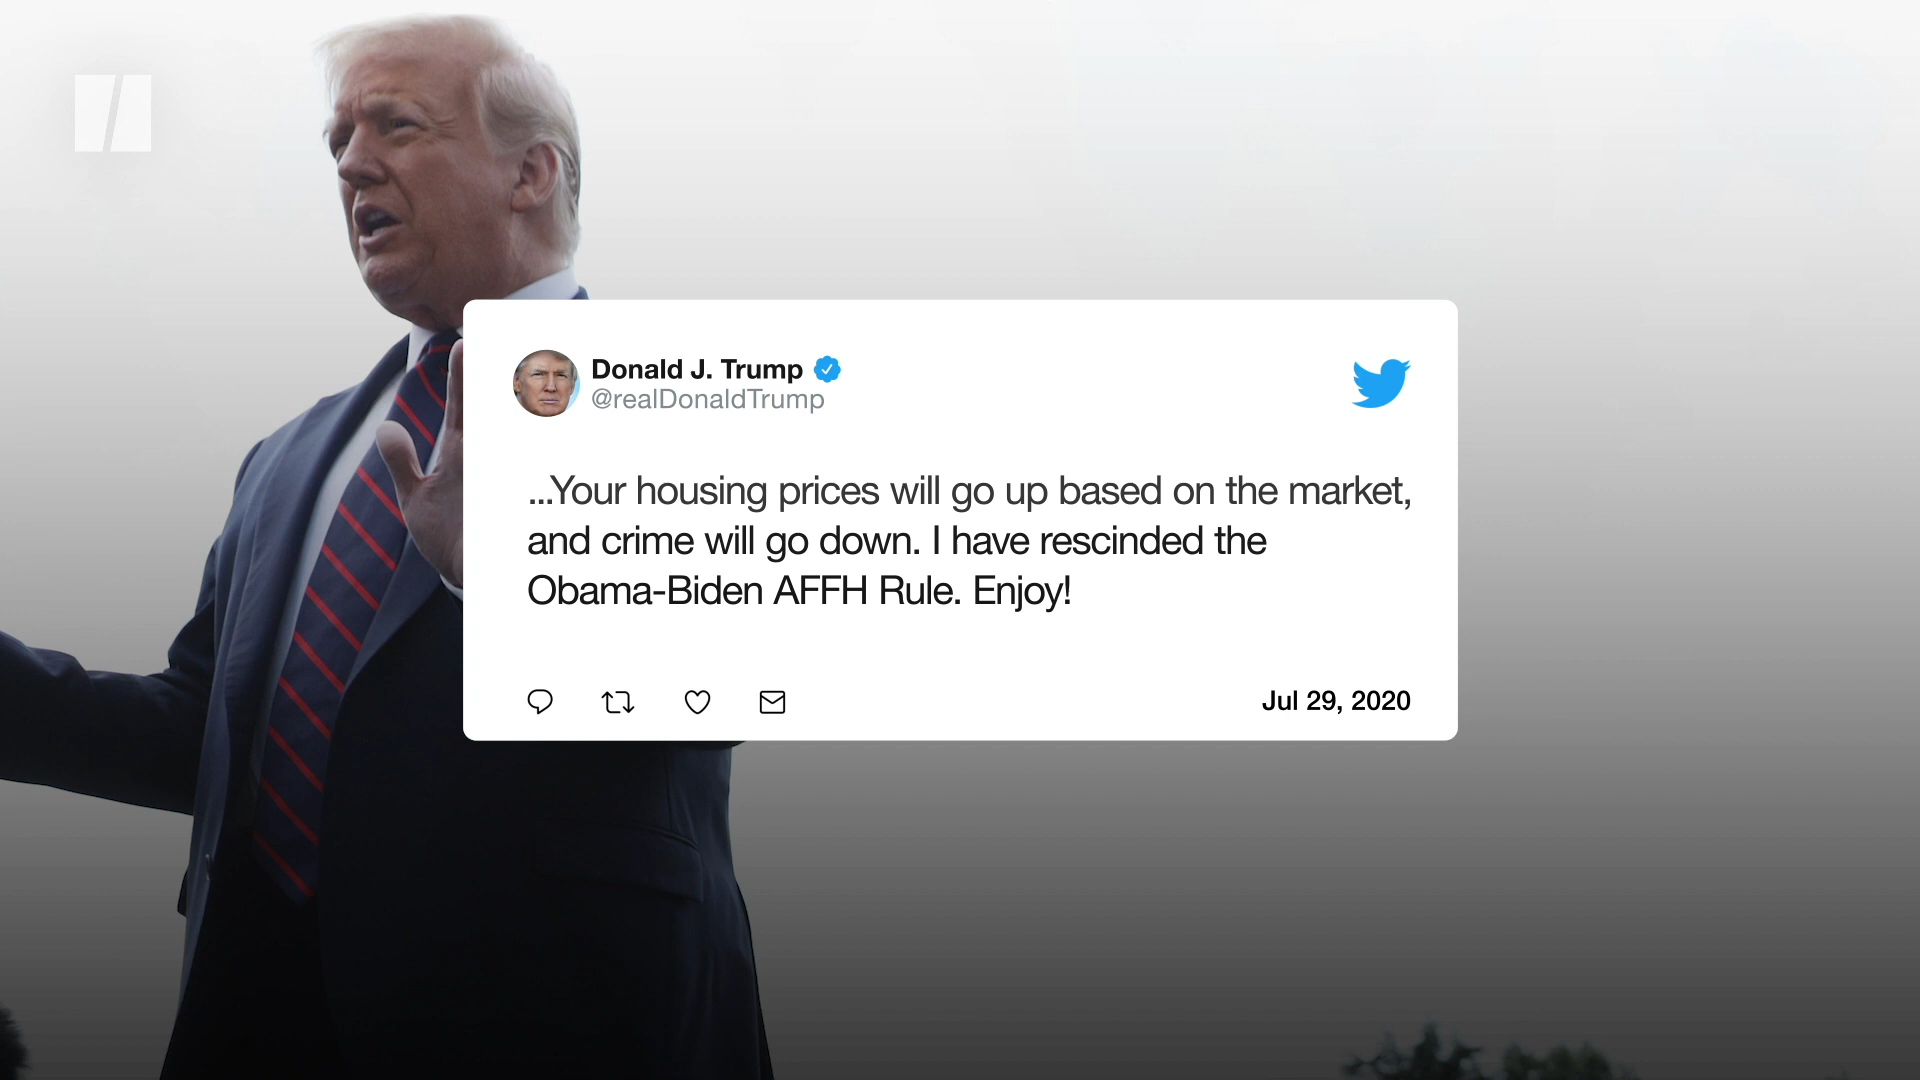 Donald J. Trump
@realDonaldTrump
...Your housing prices will go up based on the market,
and crime will go down. I have rescinded the
Obama-Biden AFFH Rule. Enjoy!
Jul 29, 2020